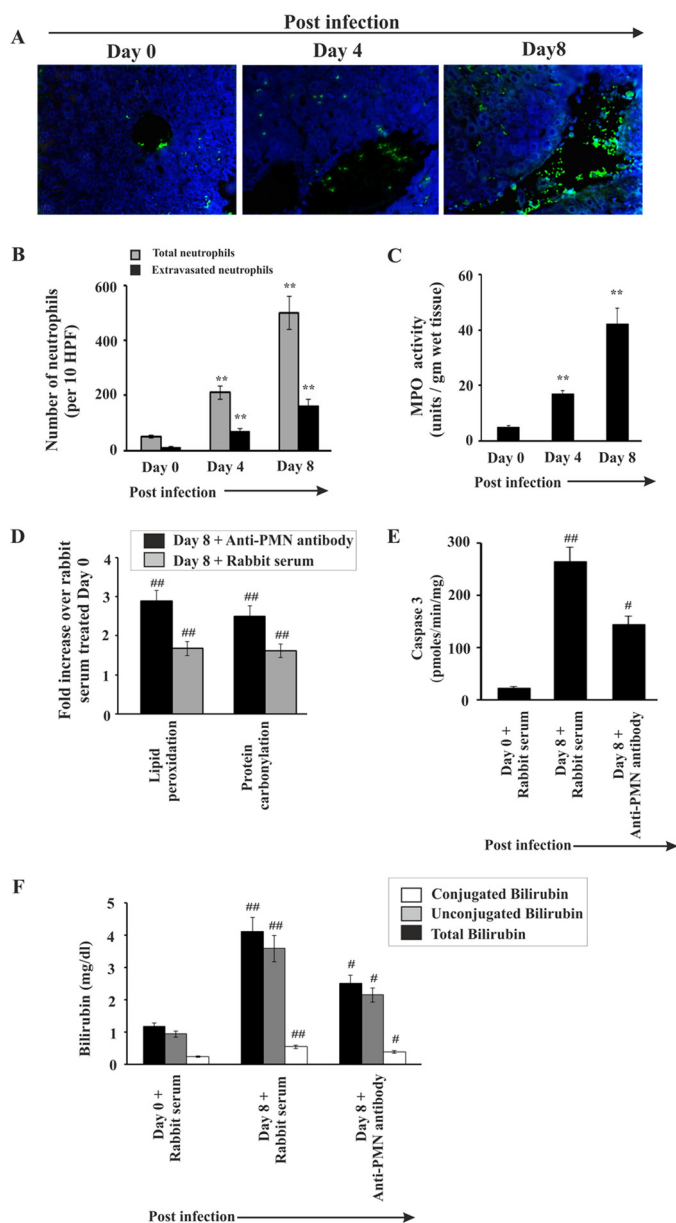 Post infection
A
Day 0
Day 4
Day8
B
Total neutrophils
Extravasated neutrophils
Number of neutrophils
(per 10 HPF)
600
400
200
0
**
**
**
**
Day 0
Day 4
Day 8
Post infection
C
MPO activity
(units / gm wet tissue)
60
40
20
0
**
**
Day 0
Day 4
Day 8
Post infection
D
Day 8 + Anti-PMN antibody
Day 8 + Rabbit serum
Fold increase over rabbit
serum treated Day 0
4
3
2
1
0
##
##
##
##
Lipid
peroxidation
Protein
carbonylation
E
Caspase 3
(pmoles/min/mg)
300
200
100
0
##
#
Day 0 +
Rabbit serum
Day 8 +
Rabbit serum
Day 8 +
Anti-PMN antibody
Post infection
F
Conjugated Bilirubin
Unconjugated Bilirubin
Total Bilirubin
Bilirubin (mg/dl)
5
4
3
2
1
0
##
##
##
#
#
#
Day 0 +
Rabbit serum
Day 8 +
Rabbit serum
Day 8 +
Anti-PMN antibody
Post infection